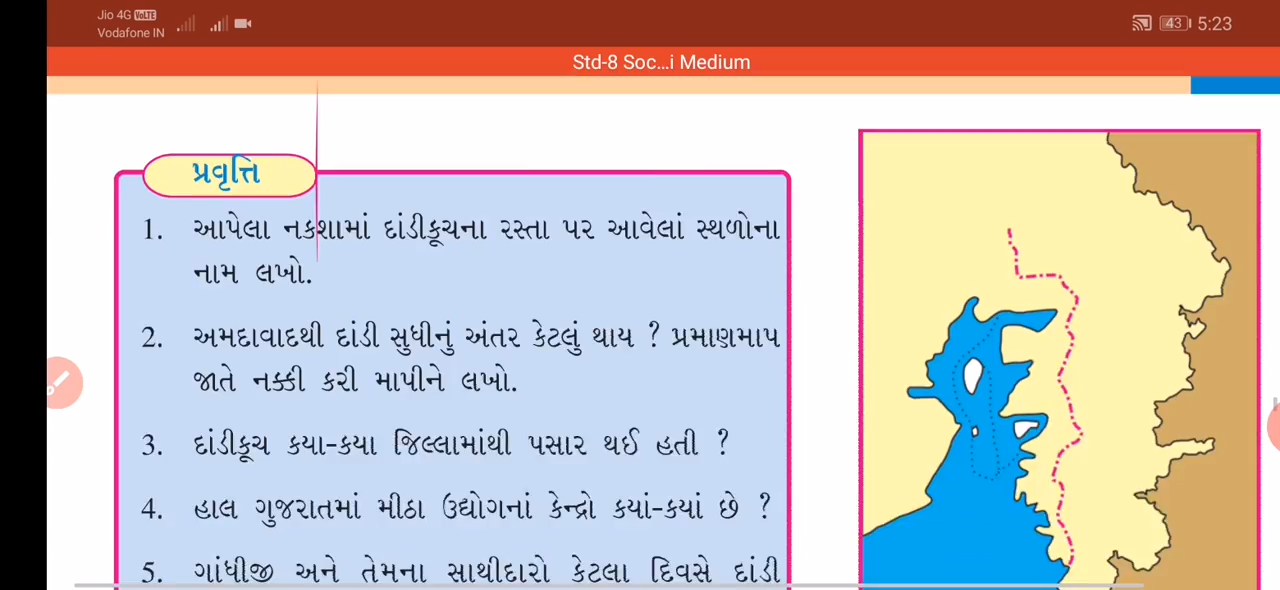 Jio 4G VoLTE
Vodafone IN
43 5:23
Std-8 Soc...i Medium
પ્રવૃત્તિ
1. આપેલા નકશામાં દાંડીકૂચના રસ્તા પર આવેલાં સ્થળોના
નામ લખો.
2. અમદાવાદથી દાંડી સુધીનું અંતર કેટલું થાય ? પ્રમાણમાપ
જાતે નક્કી કરી માપીને લખો.
3. દાંડીકૂચ કયા-કયા જિલ્લામાંથી પસાર થઈ હતી ?
4. હાલ ગુજરાતમાં મીઠા ઉદ્યોગનાં કેન્દ્રો કયાં-કયાં છે ?
5. ગાંધીજી અને તેમના સાથીદારો કેટલા દિવસે દાંડી